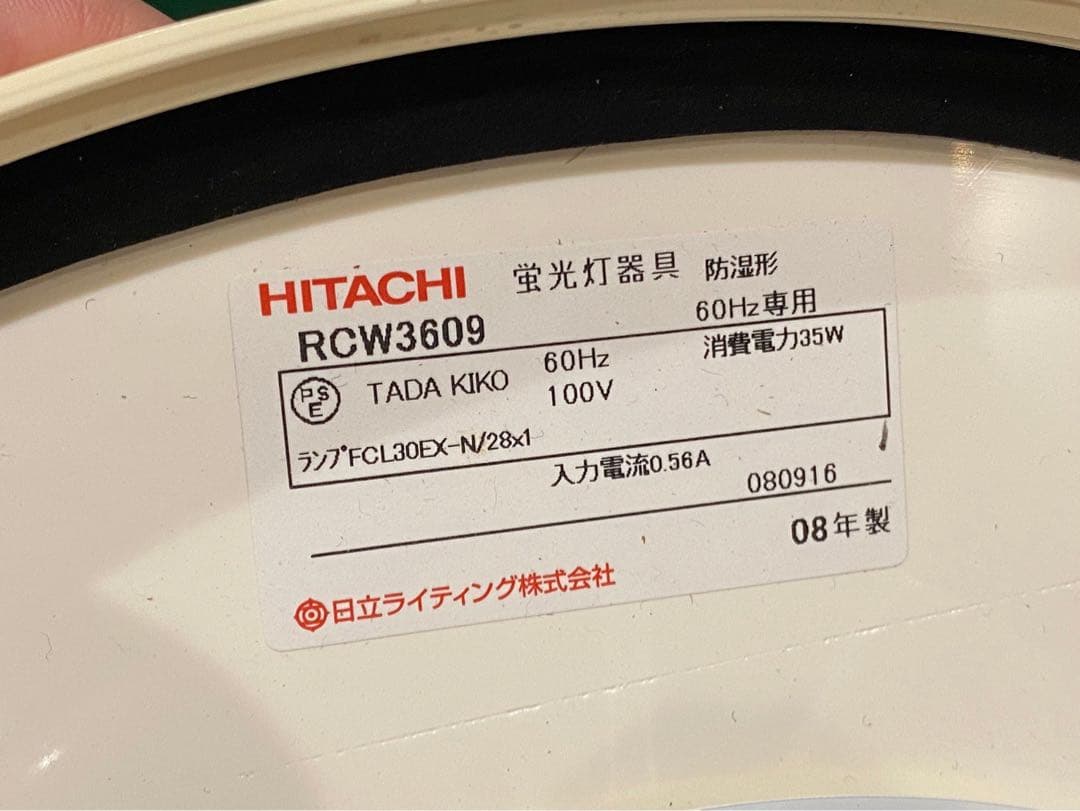 HITACHI 蛍光灯器具 防湿形
RCW3609 60Hz専用
PSE TADA KIKO 60Hz 消費電力35W
100V
ﾗﾝﾌﾟFCL30EX-N/28x1
入力電流0.56A 080916
08年製
日立ライティング株式会社